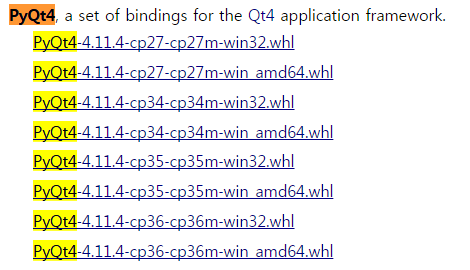 PyQt4, a set of bindings for the Qt4 application framework.
PyQt4-4.11.4-cp27-cp27m-win32.whl
PyQt4-4.11.4-cp27-cp27m-win_amd64.whl
PyQt4-4.11.4-cp34-cp34m-win32.whl
PyQt4-4.11.4-cp34-cp34m-win_amd64.whl
PyQt4-4.11.4-cp35-cp35m-win32.whl
PyQt4-4.11.4-cp35-cp35m-win_amd64.whl
PyQt4-4.11.4-cp36-cp36m-win32.whl
PyQt4-4.11.4-cp36-cp36m-win_amd64.whl